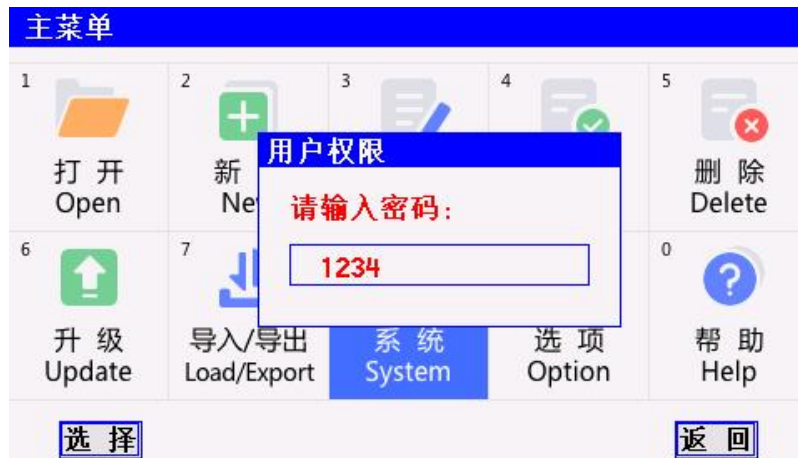 主菜单
1
2
3
4
5
打 开
Open
新
Ne
删 除
Delete
用户权限
请输入密码:
1234
6
7
0
升 级
Update
导入/导出
Load/Export
系 统
System
选 项
Option
帮 助
Help
选 择
返 回